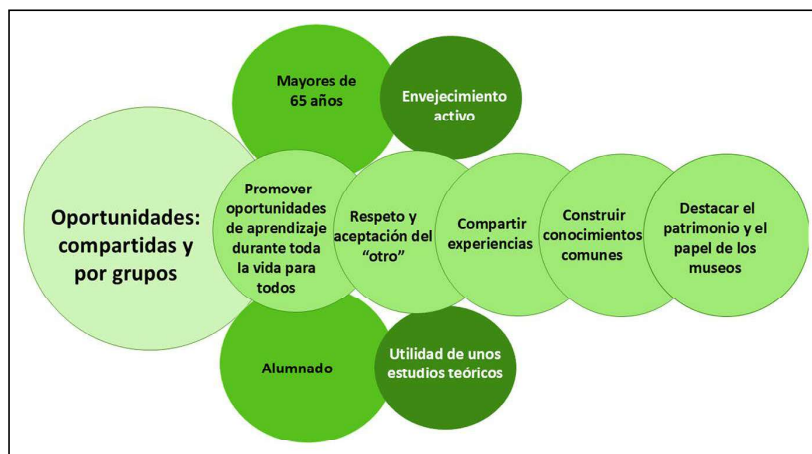 Mayores de
65 años
Envejecimiento
activo
Oportunidades:
compartidas y
por grupos
Promover
oportunidades
de aprendizaje
durante toda
la vida para
todos
Respeto y
aceptación del
“otro”
Compartir
experiencias
Construir
conocimientos
comunes
Destacar el
patrimonio y el
papel de los
museos
Alumnado
Utilidad de unos
estudios teóricos